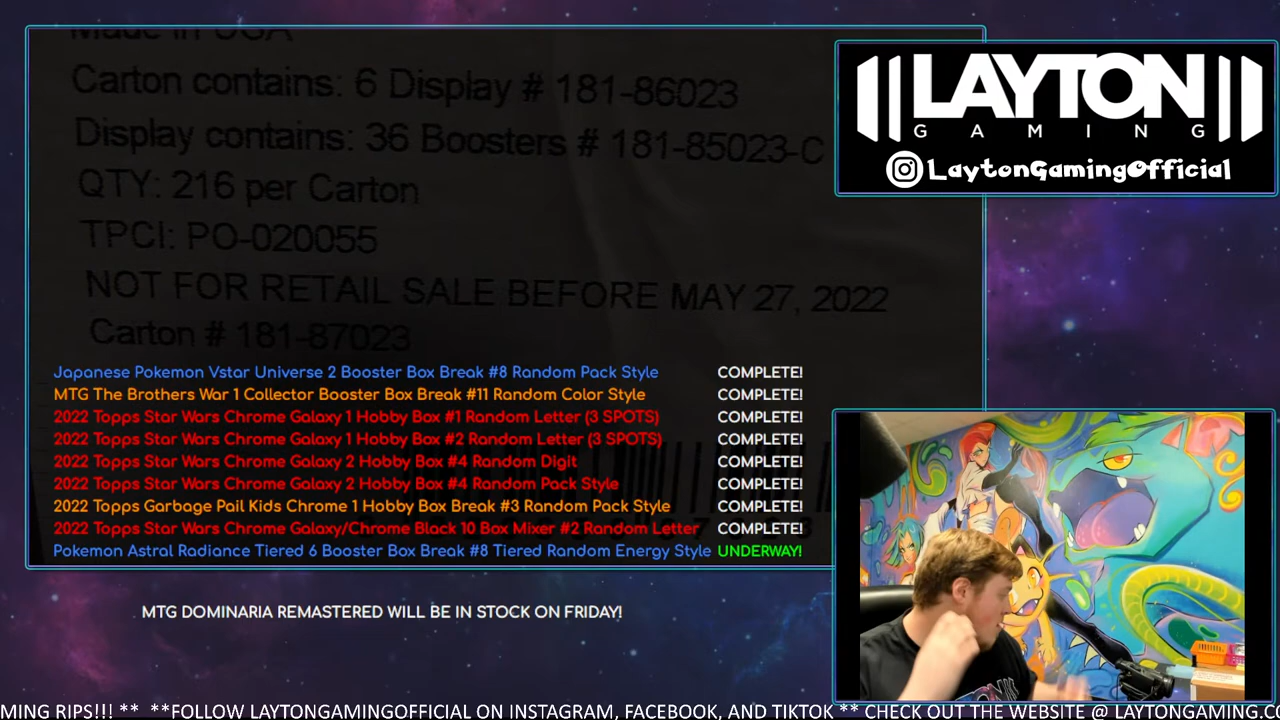 Made in USA
Carton contains: 6 Display # 181-86023
Display contains: 36 Boosters # 181-85023-C
QTY: 216 per Carton
TPCI: PO-020055
NOT FOR RETAIL SALE BEFORE MAY 27, 2022
Carton # 181-87023
Japanese Pokemon Vstar Universe 2 Booster Box Break #8 Random Pack Style COMPLETE!
MTG The Brothers War 1 Collector Booster Box Break #11 Random Color Style COMPLETE!
2022 Topps Star Wars Chrome Galaxy 1 Hobby Box #1 Random Letter (3 SPOTS) COMPLETE!
2022 Topps Star Wars Chrome Galaxy 1 Hobby Box #2 Random Letter (3 SPOTS) COMPLETE!
2022 Topps Star Wars Chrome Galaxy 2 Hobby Box #4 Random Digit COMPLETE!
2022 Topps Star Wars Chrome Galaxy 2 Hobby Box #4 Random Pack Style COMPLETE!
2022 Topps Garbage Pail Kids Chrome 1 Hobby Box Break #3 Random Pack Style COMPLETE!
2022 Topps Star Wars Chrome Galaxy/Chrome Black 10 Box Mixer #2 Random Letter COMPLETE!
Pokemon Astral Radiance Tiered 6 Booster Box Break #8 Tiered Random Energy Style UNDERWAY!
LAYTON
GAMING
LaytonGamingOfficial
MTG DOMINARIA REMASTERED WILL BE IN STOCK ON FRIDAY!
MING RIPS!!! ** **FOLLOW LAYTONGAMINGOFFICIAL ON INSTAGRAM, FACEBOOK, AND TIKTOK ** CHECK OUT THE WEBSITE @ LAYTONGAMING.C